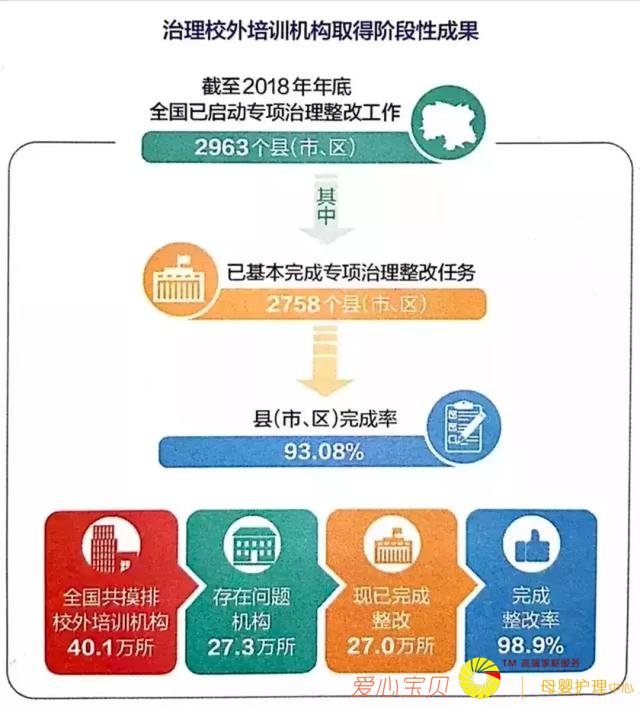 治理校外培训机构取得阶段性成果
截至2018年年底
全国已启动专项治理整改工作
2963个县(市、区)
其中
已基本完成专项治理整改任务
2758个县(市、区)
县(市、区)完成率
93.08%
全国共摸排
校外培训机构
40.1万所
存在问题
机构
27.3万所
现已完成
整改
27.0万所
完成
整改率
98.9%
爱心宝贝
TM 高端家庭服务
母婴护理中心